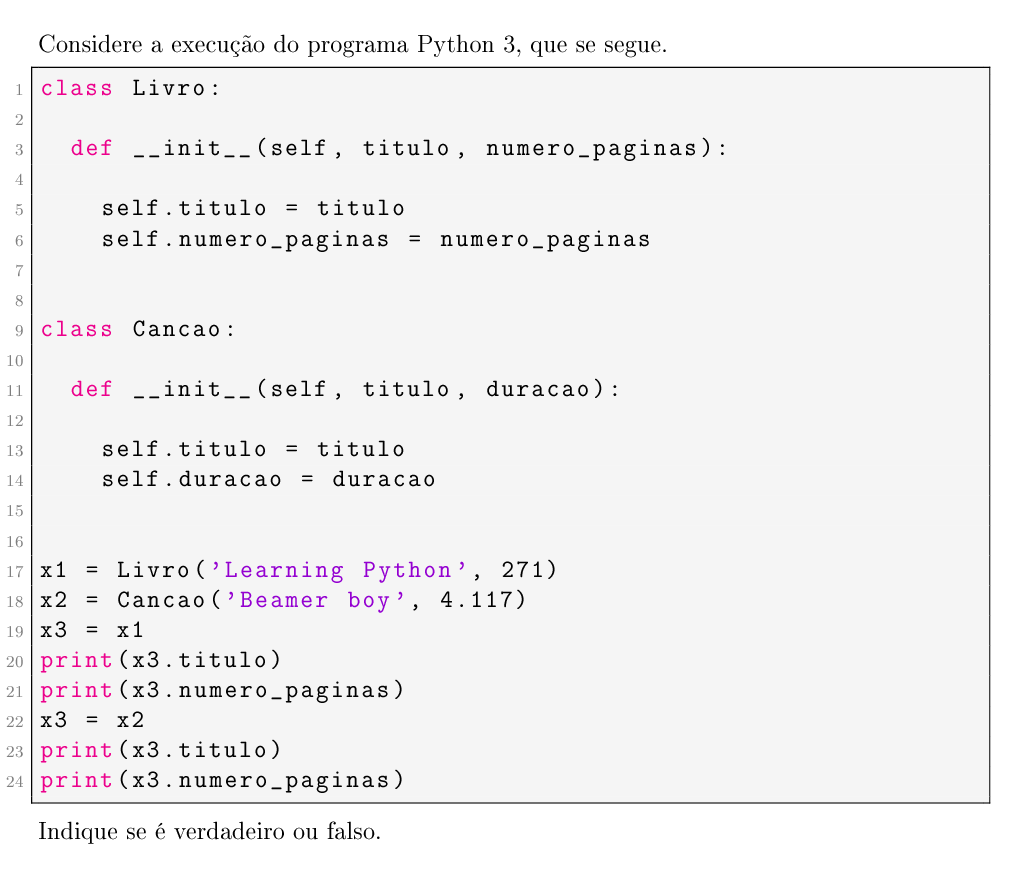 Considere a execução do programa Python 3, que se segue.
1 class Livro:
2
3   def __init__(self, titulo, numero_paginas):
4
5     self.titulo = titulo
6     self.numero_paginas = numero_paginas
7
8
9 class Cancao:
10
11   def __init__(self, titulo, duracao):
12
13     self.titulo = titulo
14     self.duracao = duracao
15
16
17 x1 = Livro('Learning Python', 271)
18 x2 = Cancao('Beamer boy', 4.117)
19 x3 = x1
20 print(x3.titulo)
21 print(x3.numero_paginas)
22 x3 = x2
23 print(x3.titulo)
24 print(x3.numero_paginas)
Indique se é verdadeiro ou falso.